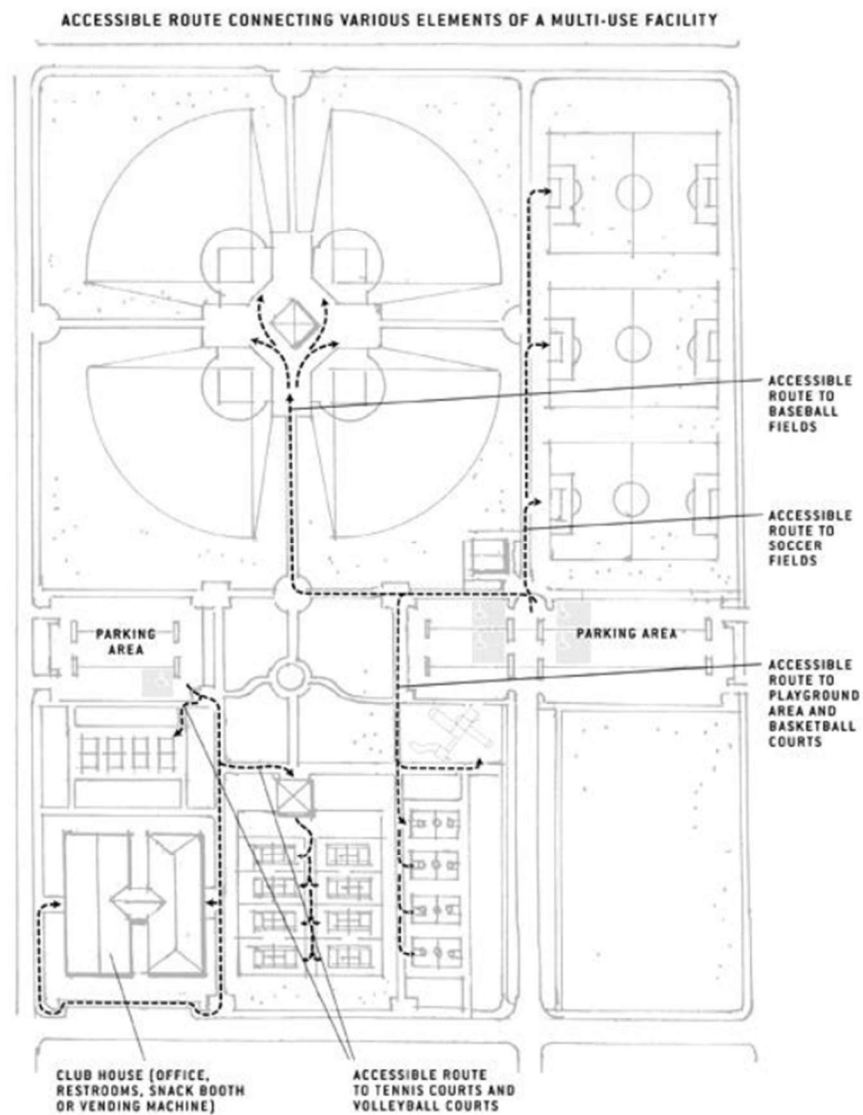 ACCESSIBLE ROUTE CONNECTING VARIOUS ELEMENTS OF A MULTI-USE FACILITY
ACCESSIBLE
ROUTE TO
BASEBALL
FIELDS
ACCESSIBLE
ROUTE TO
SOCCER
FIELDS
PARKING
AREA
PARKING AREA
ACCESSIBLE
ROUTE TO
PLAYGROUND
AREA AND
BASKETBALL
COURTS
CLUB HOUSE (OFFICE,
RESTROOMS, SNACK BOOTH
OR VENDING MACHINE)
ACCESSIBLE ROUTE
TO TENNIS COURTS AND
VOLLEYBALL COURTS